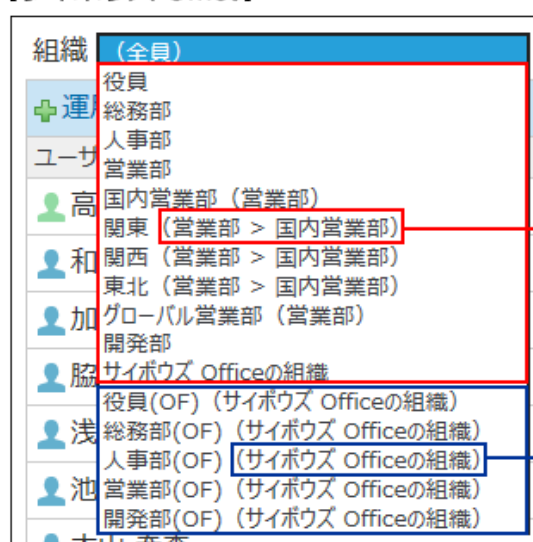 組織 (全員)
役員
運
総務部
人事部
ユーザ
営業部
国内営業部（営業部）
高
関東（営業部 > 国内営業部）
関西（営業部 > 国内営業部）
和
東北（営業部 > 国内営業部）
グローバル営業部（営業部）
加
開発部
サイボウズ Officeの組織
脇
役員(OF)（サイボウズ Officeの組織）
浅
総務部(OF)（サイボウズ Officeの組織）
人事部(OF)（サイボウズ Officeの組織）
池
営業部(OF)（サイボウズ Officeの組織）
開発部(OF)（サイボウズ Officeの組織）